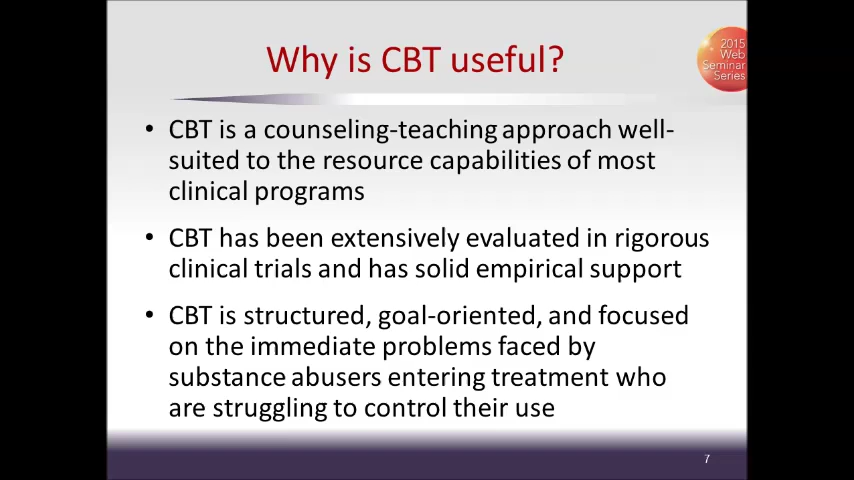 Why is CBT useful?
2015
Web
Seminar
Series
• CBT is a counseling-teaching approach well-
suited to the resource capabilities of most
clinical programs
• CBT has been extensively evaluated in rigorous
clinical trials and has solid empirical support
• CBT is structured, goal-oriented, and focused
on the immediate problems faced by
substance abusers entering treatment who
are struggling to control their use
7